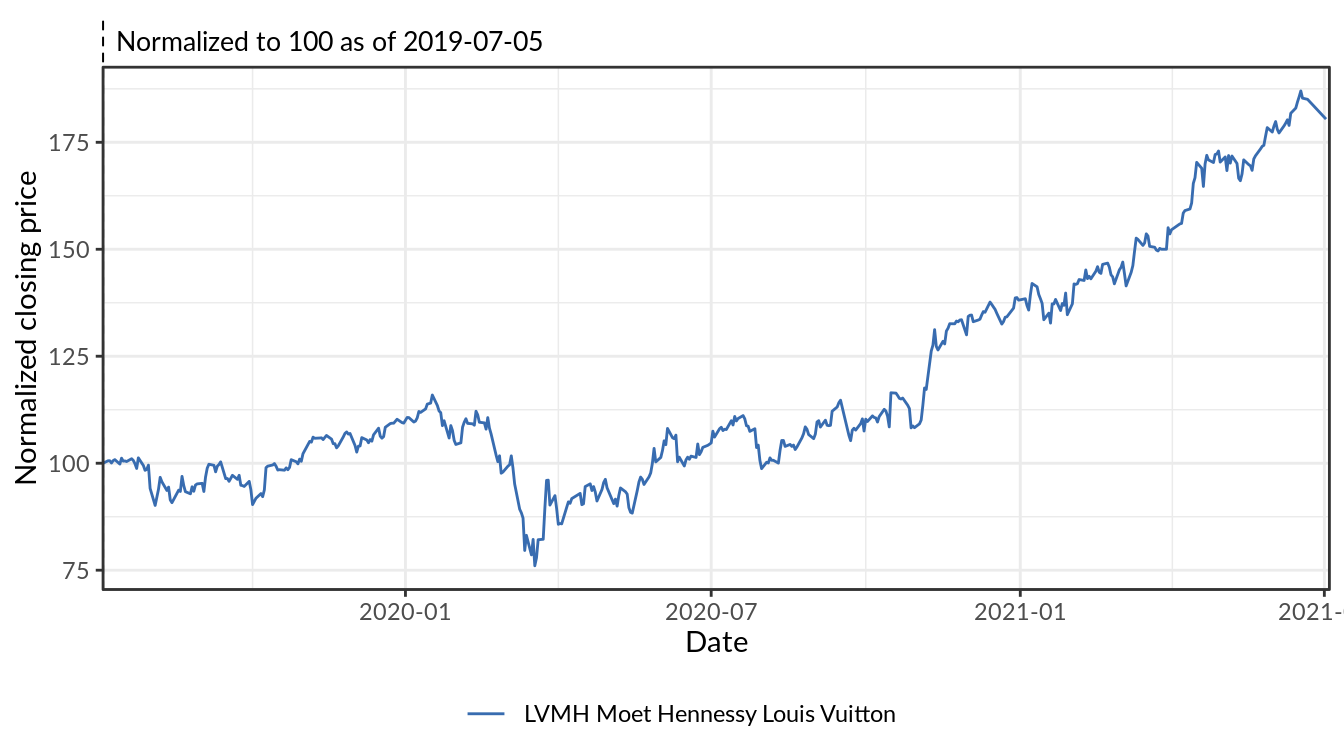 Normalized to 100 as of 2019-07-05
Normalized closing price
175
150
125
100
75
2020-01
2020-07
2021-01
2021-
Date
LVMH Moet Hennessy Louis Vuitton